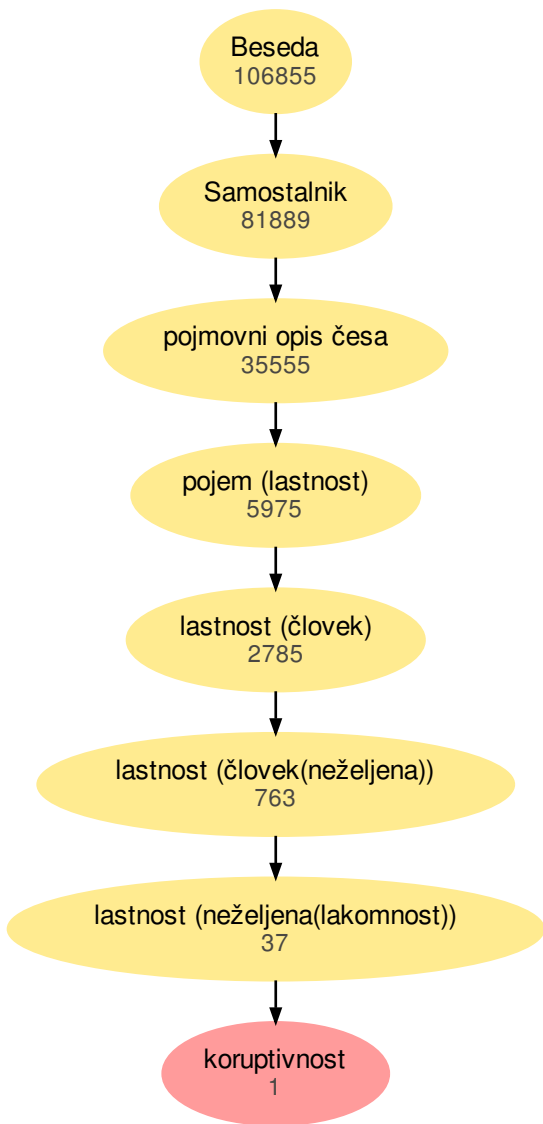 Beseda
106855
Samostalnik
81889
pojmovni opis česa
35555
pojem (lastnost)
5975
lastnost (človek)
2785
lastnost (človek(neželjena))
763
lastnost (neželjena(lakomnost))
37
koruptivnost
1